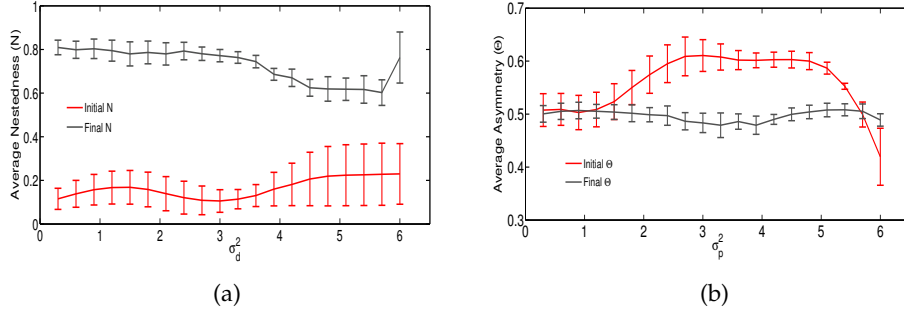 1
0.8
0.6
0.4
0.2
0
Average Nestedness (N)
Initial N
Final N
0 1 2 3 4 5 6
σ_d^2
(a)
0.7
0.6
0.5
0.4
0.3
Average Asymmetry (Θ)
Initial Θ
Final Θ
0 1 2 3 4 5 6
σ_p^2
(b)